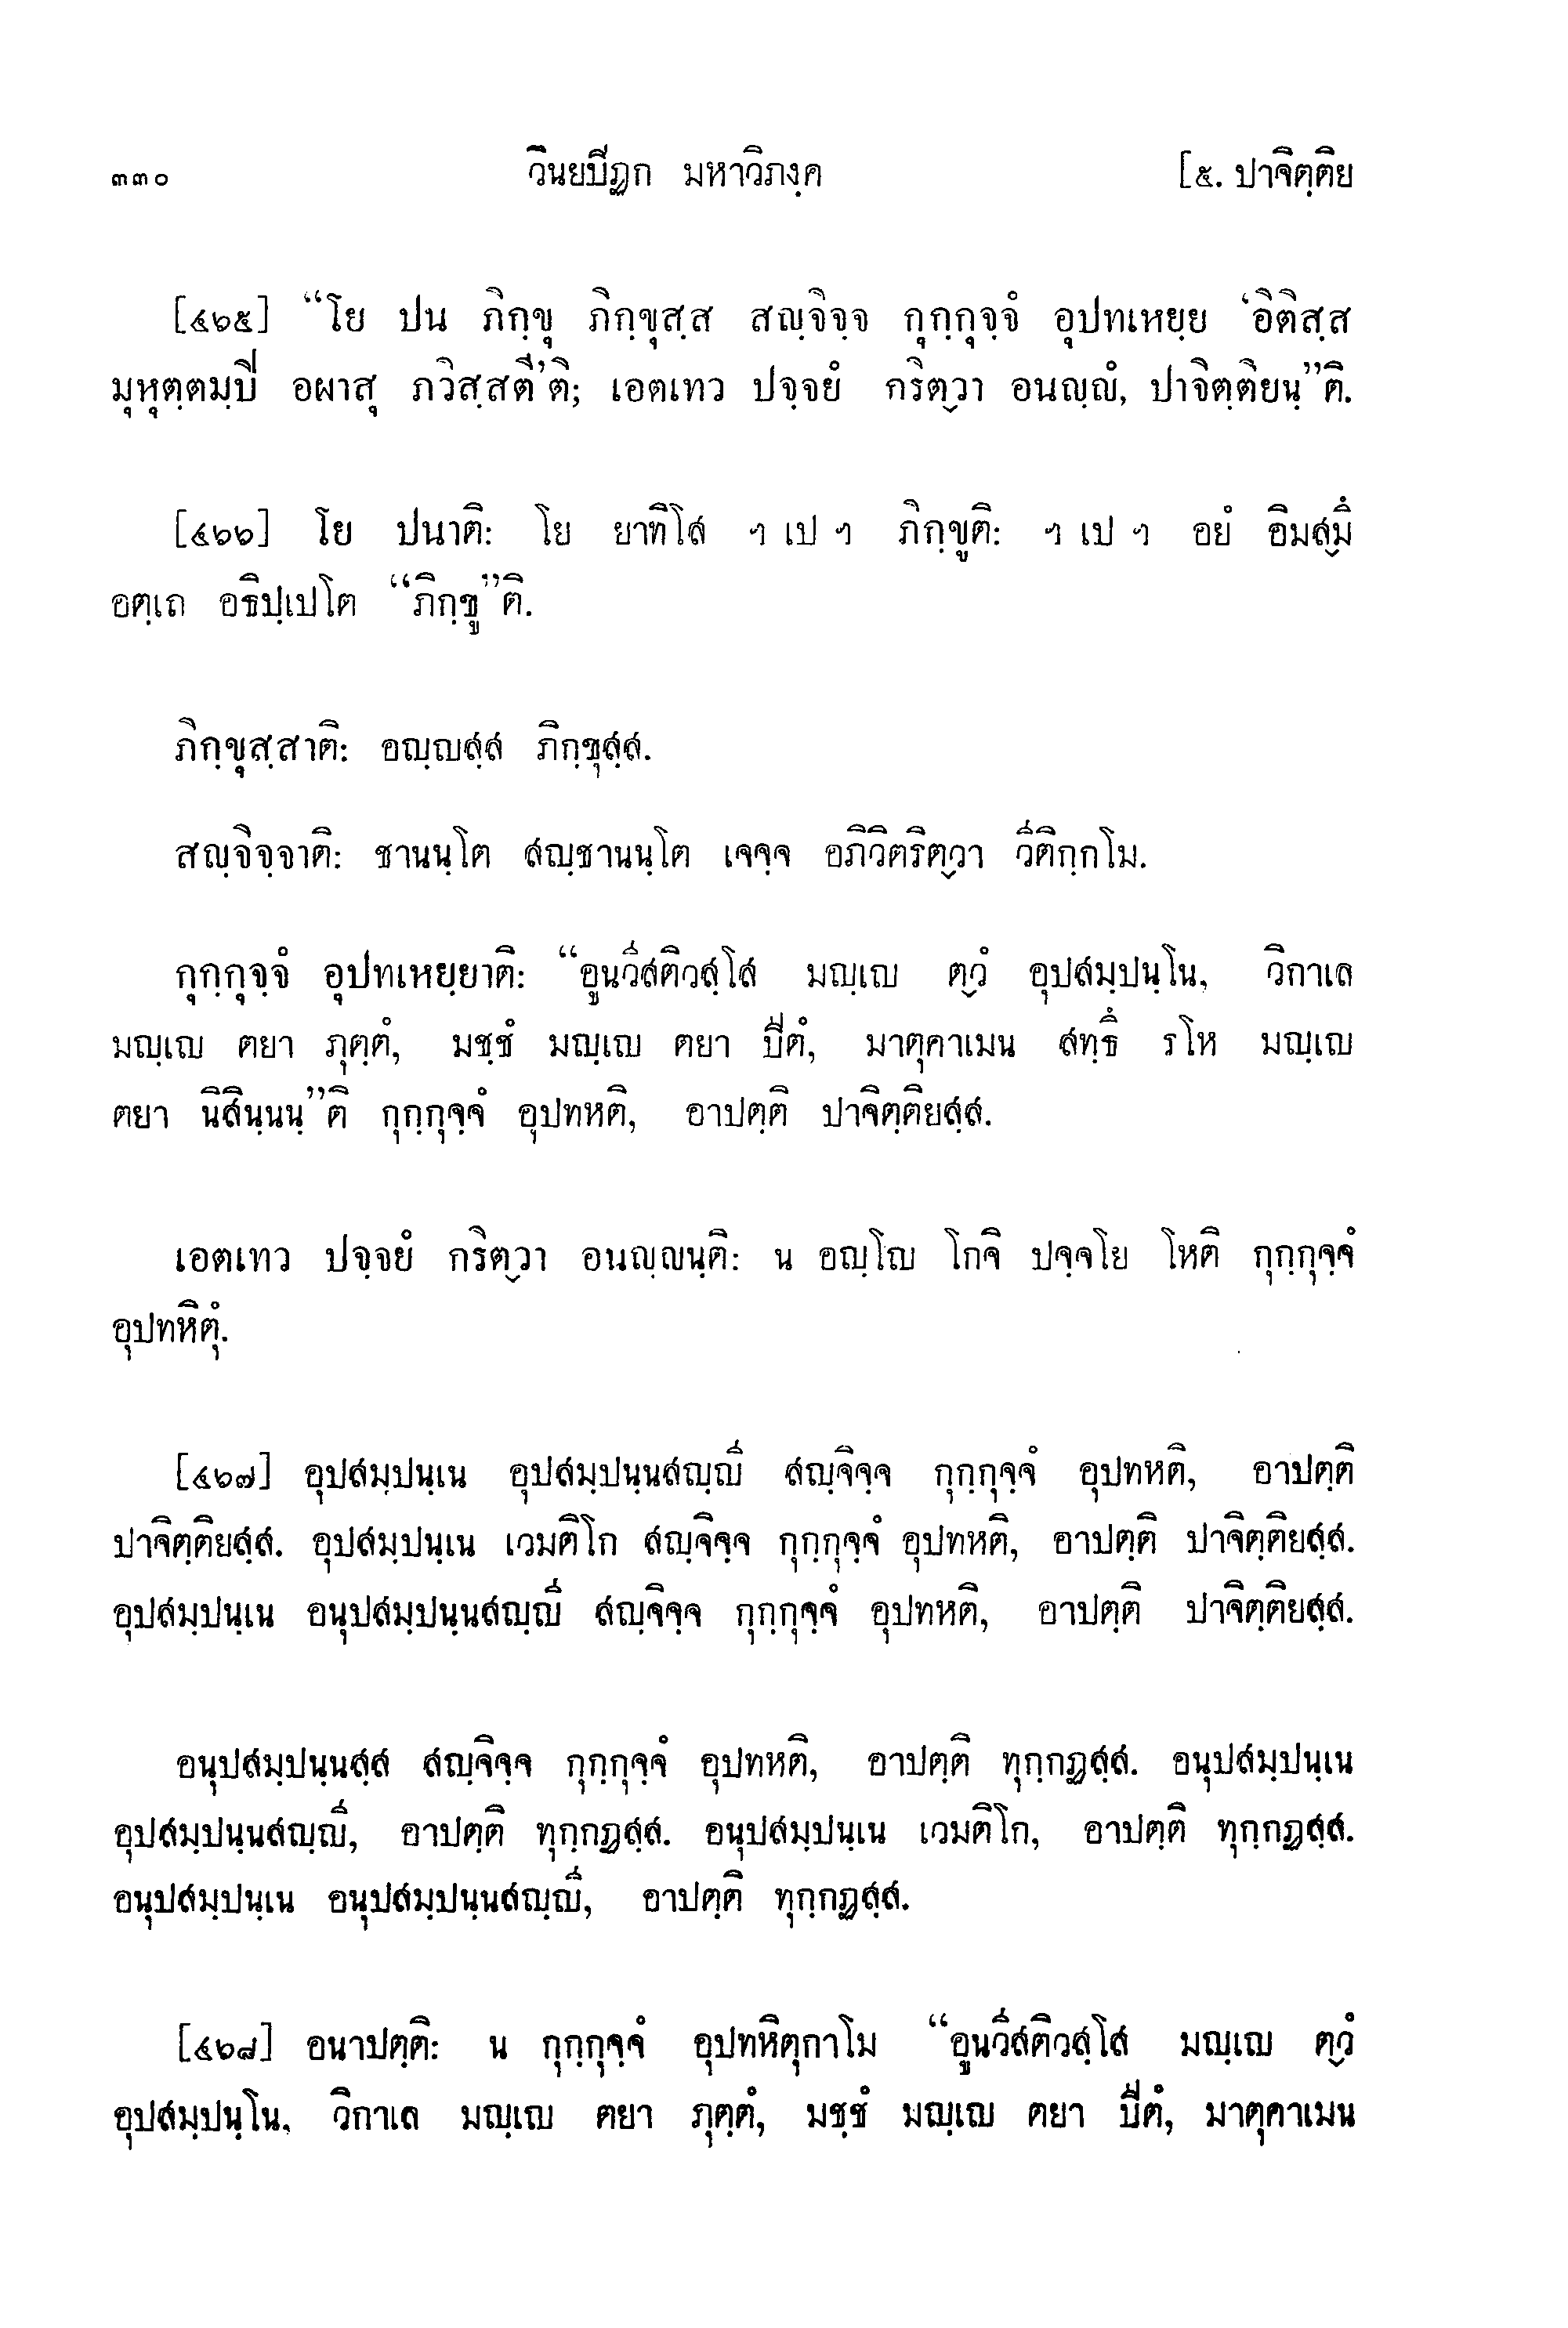 ๓๓๐ วินยปิฏก มหาวิภงฺค [๕. ปาจิตฺติย
[๔๖๕] “โย ปน ภิกฺขุ ภิกฺขุสฺส สญฺจิจฺจ กุกฺกุจฺจํ อุปทเหยฺย ‘อิติสฺส
มุหุตฺตมฺปิ อผาสุ ภวิสฺสตี’ติ; เอตเทว ปจฺจยํ กริตฺวา อนญฺญํ, ปาจิตฺติยนฺ”ติ.
[๔๖๖] โย ปนาติ: โย ยาทิโส ฯ เป ฯ ภิกฺขูติ: ฯ เป ฯ อยํ อิมสฺมึ
อตฺเถ อธิปฺเปโต “ภิกฺขู”ติ.
ภิกฺขุสฺสาติ: อญฺญสฺส ภิกฺขุสฺส.
สญฺจิจฺจาติ: ชานนฺโต สญฺชานนฺโต เจจฺจ อภิวิตริตฺวา วีติกฺกโม.
กุกฺกุจฺจํ อุปทเหยฺยาติ: “อูนวีสติวสฺโส มญฺเญ ตฺวํ อุปสมฺปนฺโน, วิกาเล
มญฺเญ ตยา ภุตฺตํ, มชฺชํ มญฺเญ ตยา ปีตํ, มาตุคาเมน สทฺธึ รโห มญฺเญ
ตยา นิสินฺนนฺ”ติ กุกฺกุจฺจํ อุปทหติ, อาปตฺติ ปาจิตฺติยสฺส.
เอตเทว ปจฺจยํ กริตฺวา อนญฺญนฺติ: น อญฺโญ โกจิ ปจฺจโย โหติ กุกฺกุจฺจํ
อุปทหิตุํ.
[๔๖๗] อุปสมฺปนฺเน อุปสมฺปนฺนสญฺญี สญฺจิจฺจ กุกฺกุจฺจํ อุปทหติ, อาปตฺติ
ปาจิตฺติยสฺส. อุปสมฺปนฺเน เวมติโก สญฺจิจฺจ กุกฺกุจฺจํ อุปทหติ, อาปตฺติ ปาจิตฺติยสฺส.
อุปสมฺปนฺเน อนุปสมฺปนฺนสญฺญี สญฺจิจฺจ กุกฺกุจฺจํ อุปทหติ, อาปตฺติ ปาจิตฺติยสฺส.
อนุปสมฺปนฺนสฺส สญฺจิจฺจ กุกฺกุจฺจํ อุปทหติ, อาปตฺติ ทุกฺกฏสฺส. อนุปสมฺปนฺเน
อุปสมฺปนฺนสญฺญี, อาปตฺติ ทุกฺกฏสฺส. อนุปสมฺปนฺเน เวมติโก, อาปตฺติ ทุกฺกฏสฺส.
อนุปสมฺปนฺเน อนุปสมฺปนฺนสญฺญี, อาปตฺติ ทุกฺกฏสฺส.
[๔๖๘] อนาปตฺติ: น กุกฺกุจฺจํ อุปทหิตุกาโม “อูนวีสติวสฺโส มญฺเญ ตฺวํ
อุปสมฺปนฺโน, วิกาเล มญฺเญ ตยา ภุตฺตํ, มชฺชํ มญฺเญ ตยา ปีตํ, มาตุคาเมน